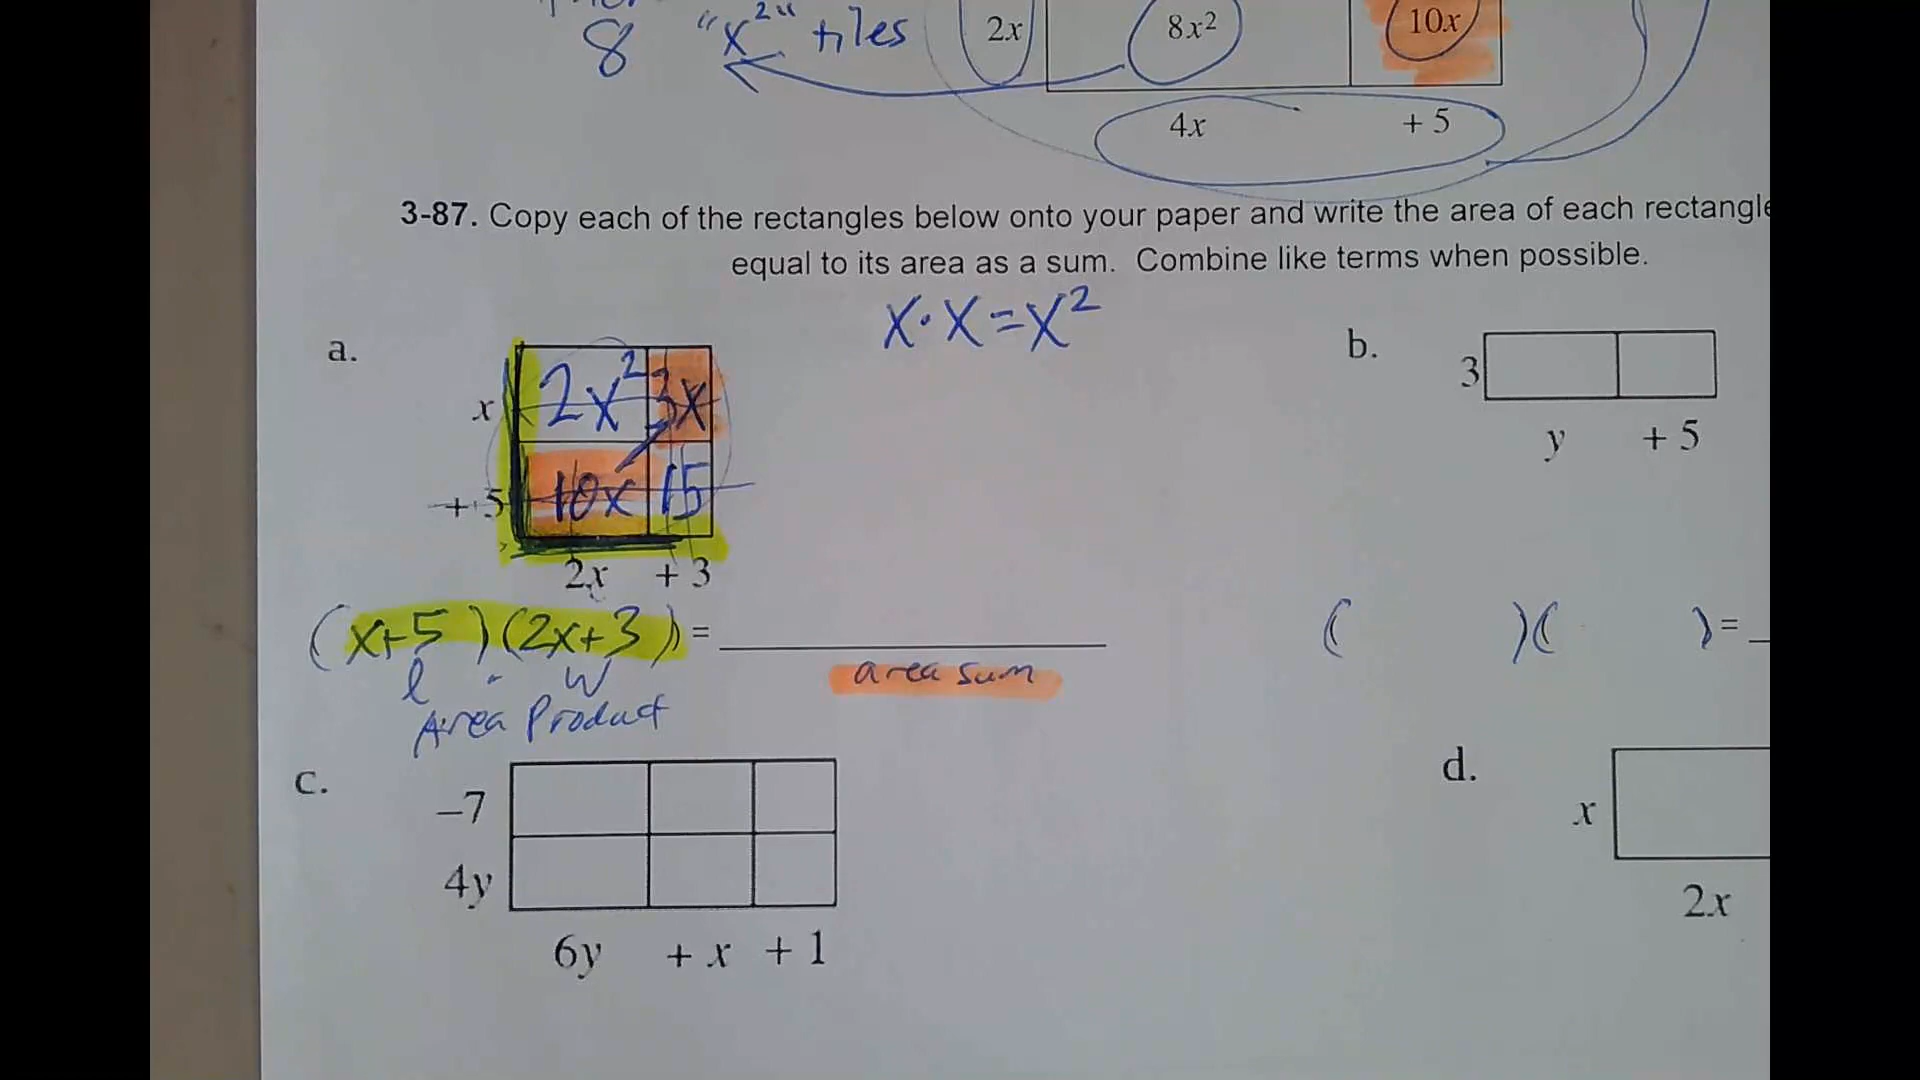 8 "x²" tiles
2x 8x² 10x
4x + 5
3-87. Copy each of the rectangles below onto your paper and write the area of each rectangle
equal to its area as a sum. Combine like terms when possible.
x·x=x²
a.
x 2x² 3x
+ 5 10x 15
2x + 3
(x+5)(2x+3) =
l · w
Area Product
area sum
b.
3
y + 5
( )( ) =
c.
–7
4y
6y + x + 1
d.
x
2x